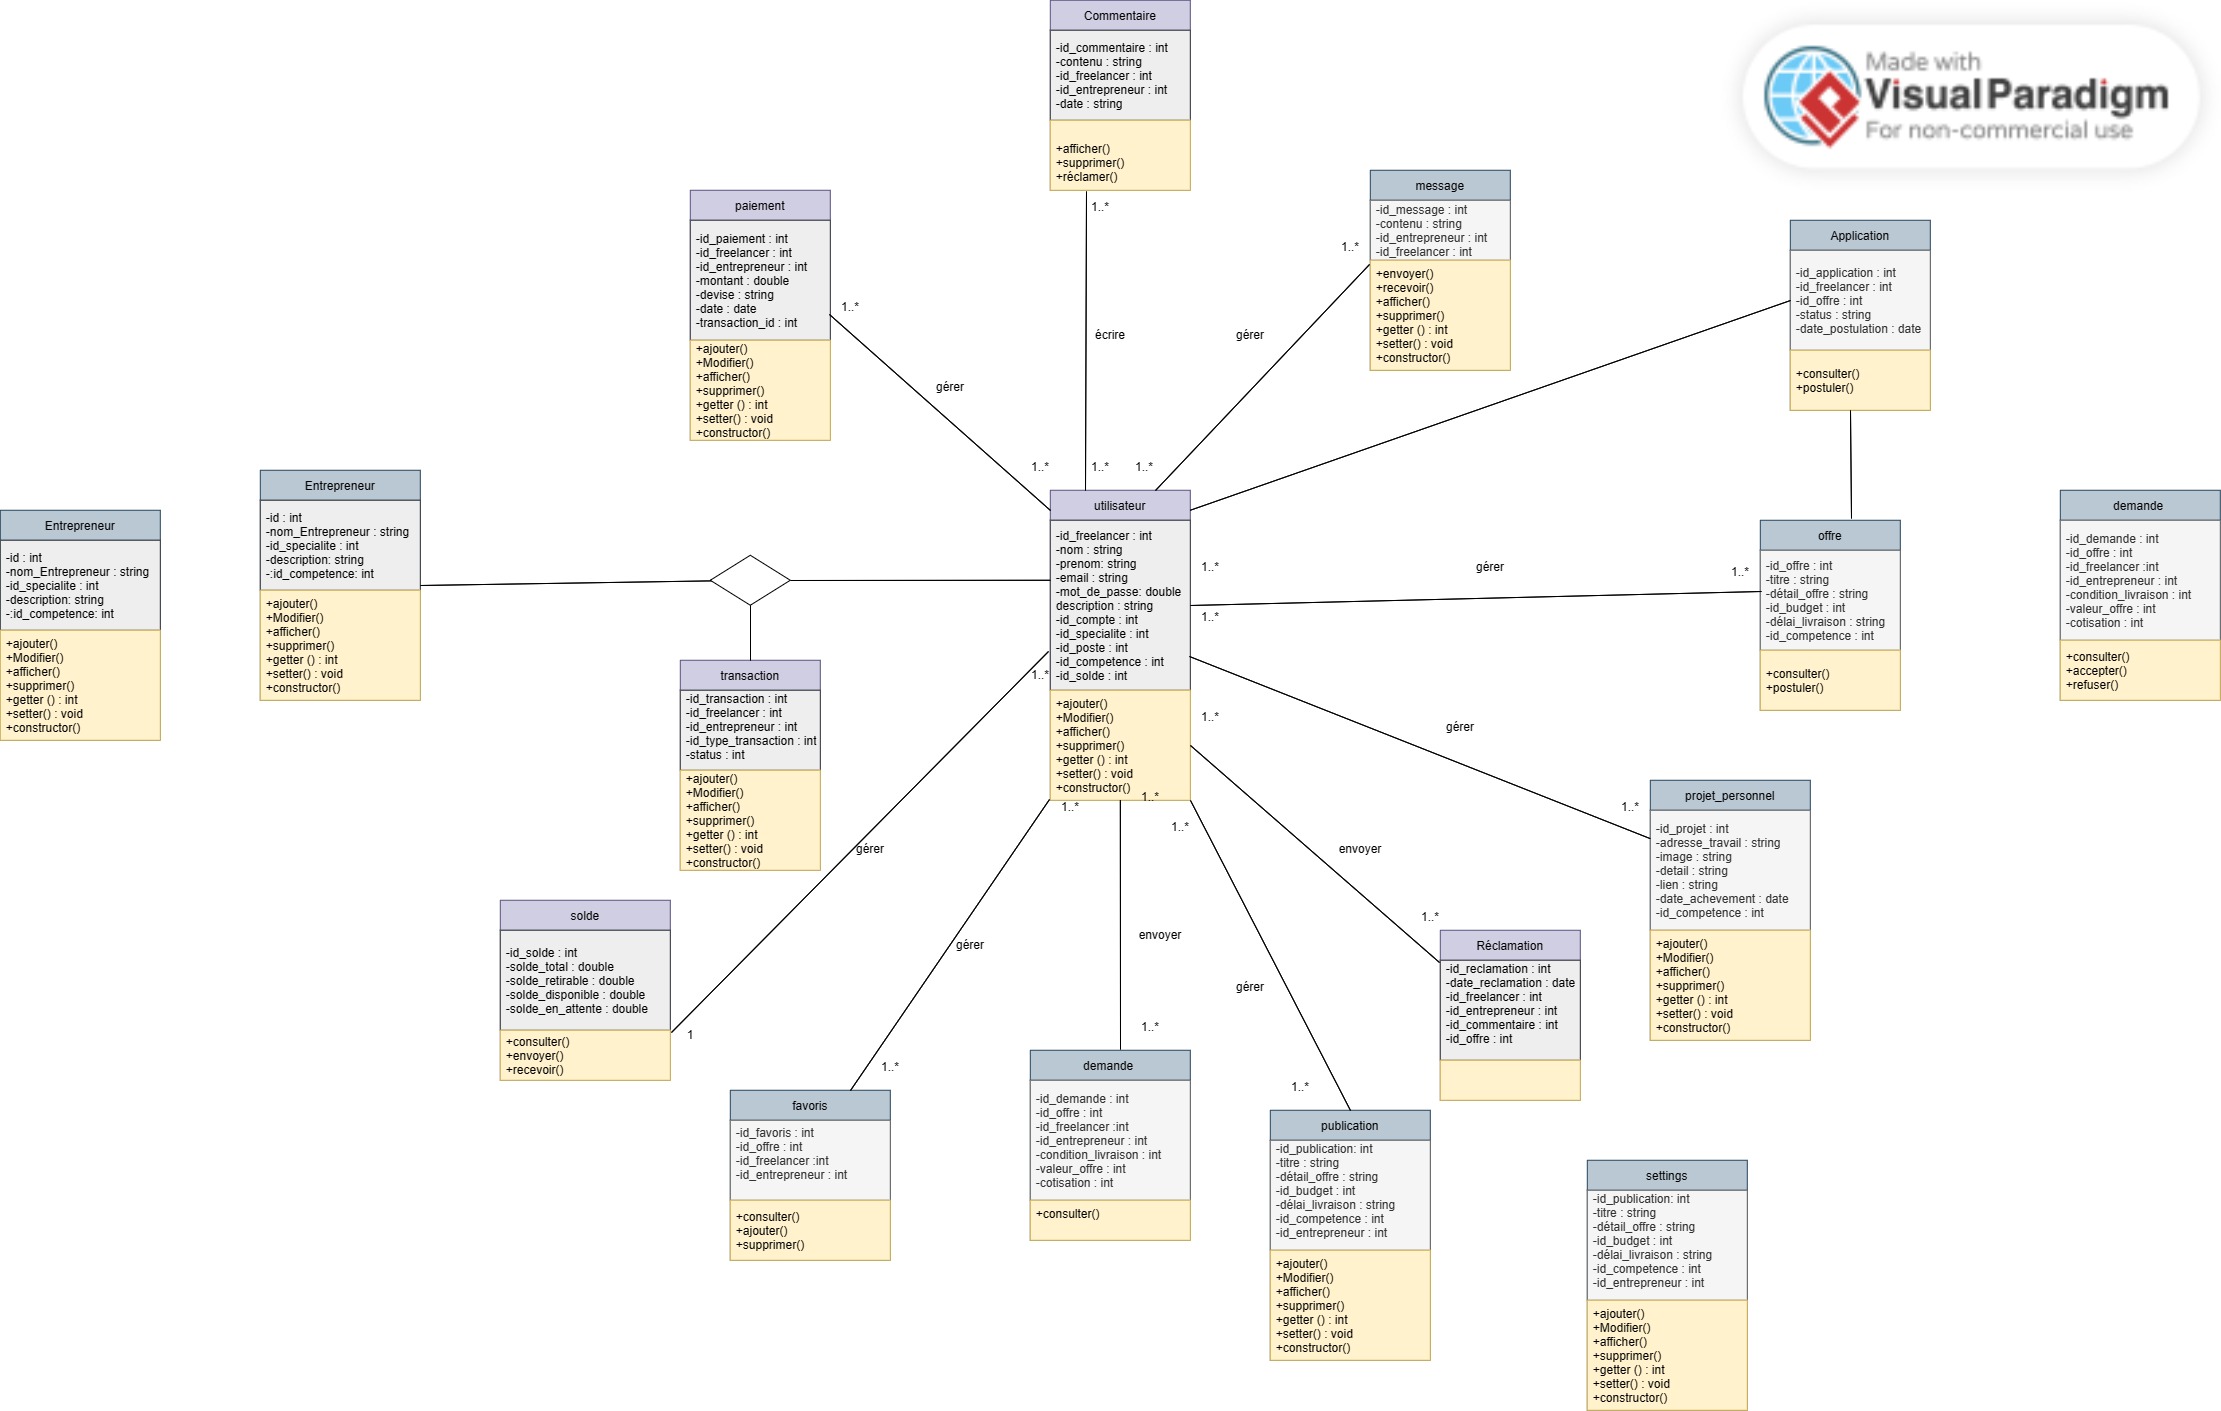 Commentaire
-id_commentaire : int
-contenu : string
-id_freelancer : int
-id_entrepreneur : int
-date : string
+afficher()
+supprimer()
+réclamer()
1..*
écrire
1..*
Made with
Visual Paradigm
For non-commercial use
paiement
-id_paiement : int
-id_freelancer : int
-id_entrepreneur : int
-montant : double
-devise : string
-date : date
-transaction_id : int
+ajouter()
+Modifier()
+afficher()
+supprimer()
+getter () : int
+setter() : void
+constructor()
1..*
gérer
1..*
message
-id_message : int
-contenu : string
-id_entrepreneur : int
-id_freelancer : int
+envoyer()
+recevoir()
+afficher()
+supprimer()
+getter () : int
+setter() : void
+constructor()
1..*
gérer
1..*
Application
-id_application : int
-id_freelancer : int
-id_offre : int
-status : string
-date_postulation : date
+consulter()
+postuler()
Entrepreneur
-id : int
-nom_Entrepreneur : string
-id_specialite : int
-description: string
-:id_competence: int
+ajouter()
+Modifier()
+afficher()
+supprimer()
+getter () : int
+setter() : void
+constructor()
Entrepreneur
-id : int
-nom_Entrepreneur : string
-id_specialite : int
-description: string
-:id_competence: int
+ajouter()
+Modifier()
+afficher()
+supprimer()
+getter () : int
+setter() : void
+constructor()
utilisateur
-id_freelancer : int
-nom : string
-prenom: string
-email : string
-mot_de_passe: double
description : string
-id_compte : int
-id_specialite : int
-id_poste : int
-id_competence : int
-id_solde : int
+ajouter()
+Modifier()
+afficher()
+supprimer()
+getter () : int
+setter() : void
+constructor()
1..*
gérer
1..*
1..*
offre
-id_offre : int
-titre : string
-détail_offre : string
-id_budget : int
-délai_livraison : string
-id_competence : int
+consulter()
+postuler()
demande
-id_demande : int
-id_offre : int
-id_freelancer :int
-id_entrepreneur : int
-condition_livraison : int
-valeur_offre : int
-cotisation : int
+consulter()
+accepter()
+refuser()
transaction
-id_transaction : int
-id_freelancer : int
-id_entrepreneur : int
-id_type_transaction : int
-status : int
+ajouter()
+Modifier()
+afficher()
+supprimer()
+getter () : int
+setter() : void
+constructor()
1..*
gérer
1
1..*
gérer
1..*
projet_personnel
-id_projet : int
-adresse_travail : string
-image : string
-detail : string
-lien : string
-date_achevement : date
-id_competence : int
+ajouter()
+Modifier()
+afficher()
+supprimer()
+getter () : int
+setter() : void
+constructor()
solde
-id_solde : int
-solde_total : double
-solde_retirable : double
-solde_disponible : double
-solde_en_attente : double
+consulter()
+envoyer()
+recevoir()
1..*
gérer
1..*
1..*
envoyer
1..*
1..*
gérer
1..*
envoyer
1..*
Réclamation
-id_reclamation : int
-date_reclamation : date
-id_freelancer : int
-id_entrepreneur : int
-id_commentaire : int
-id_offre : int
favoris
-id_favoris : int
-id_offre : int
-id_freelancer :int
-id_entrepreneur : int
+consulter()
+ajouter()
+supprimer()
demande
-id_demande : int
-id_offre : int
-id_freelancer :int
-id_entrepreneur : int
-condition_livraison : int
-valeur_offre : int
-cotisation : int
+consulter()
publication
-id_publication: int
-titre : string
-détail_offre : string
-id_budget : int
-délai_livraison : string
-id_competence : int
-id_entrepreneur : int
+ajouter()
+Modifier()
+afficher()
+supprimer()
+getter () : int
+setter() : void
+constructor()
settings
-id_publication: int
-titre : string
-détail_offre : string
-id_budget : int
-délai_livraison : string
-id_competence : int
-id_entrepreneur : int
+ajouter()
+Modifier()
+afficher()
+supprimer()
+getter () : int
+setter() : void
+constructor()